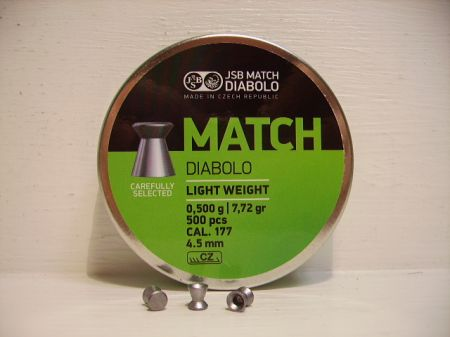 JSB
JSB MATCH
DIABOLO
MADE IN CZECH REPUBLIC
MATCH
DIABOLO
CAREFULLY
SELECTED
LIGHT WEIGHT
0,500 g | 7,72 gr
500 pcs
CAL. 177
4.5 mm
CZ